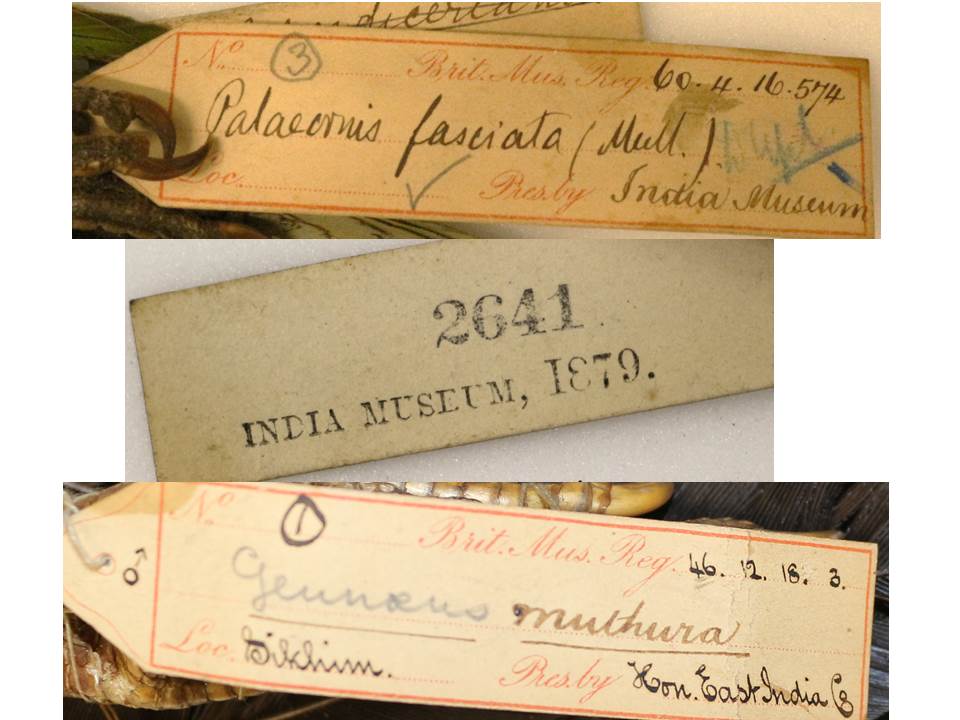 No 3 Brit. Mus. Reg. 60.4.16.574
Palaeornis fasciata (Mull.)
Loc. Pres. by India Museum
2641
INDIA MUSEUM, 1879.
No 1 Brit. Mus. Reg. 46. 12. 18. 3.
♂
Gennæus muthura
Loc. Sikhim. Pres. by Hon. East India Co